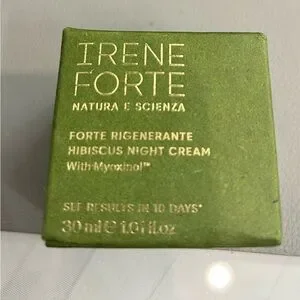 IRENE
FORTE
NATURA E SCIENZA
FORTE RIGENERANTE
HIBISCUS NIGHT CREAM
With Myoxinol™
SEE RESULTS IN 10 DAYS*
30 ml ℮ 1.01 fl.oz